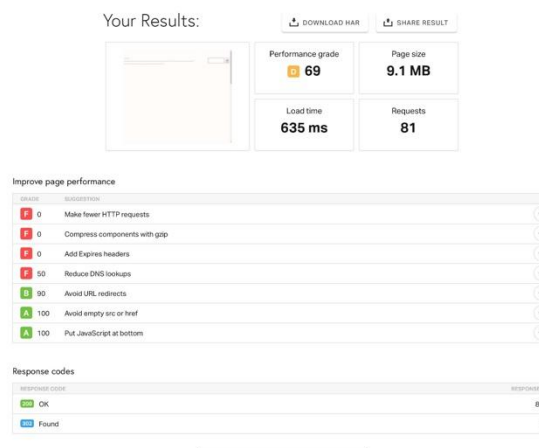 Your Results:
DOWNLOAD HAR
SHARE RESULT
Performance grade
D 69
Page size
9.1 MB
Load time
635 ms
Requests
81
Improve page performance
GRADE SUGGESTION
F 0 Make fewer HTTP requests
F 0 Compress components with gzip
F 0 Add Expires headers
F 50 Reduce DNS lookups
B 90 Avoid URL redirects
A 100 Avoid empty src or href
A 100 Put JavaScript at bottom
Response codes
RESPONSE CODE RESPONSE
200 OK 8
302 Found